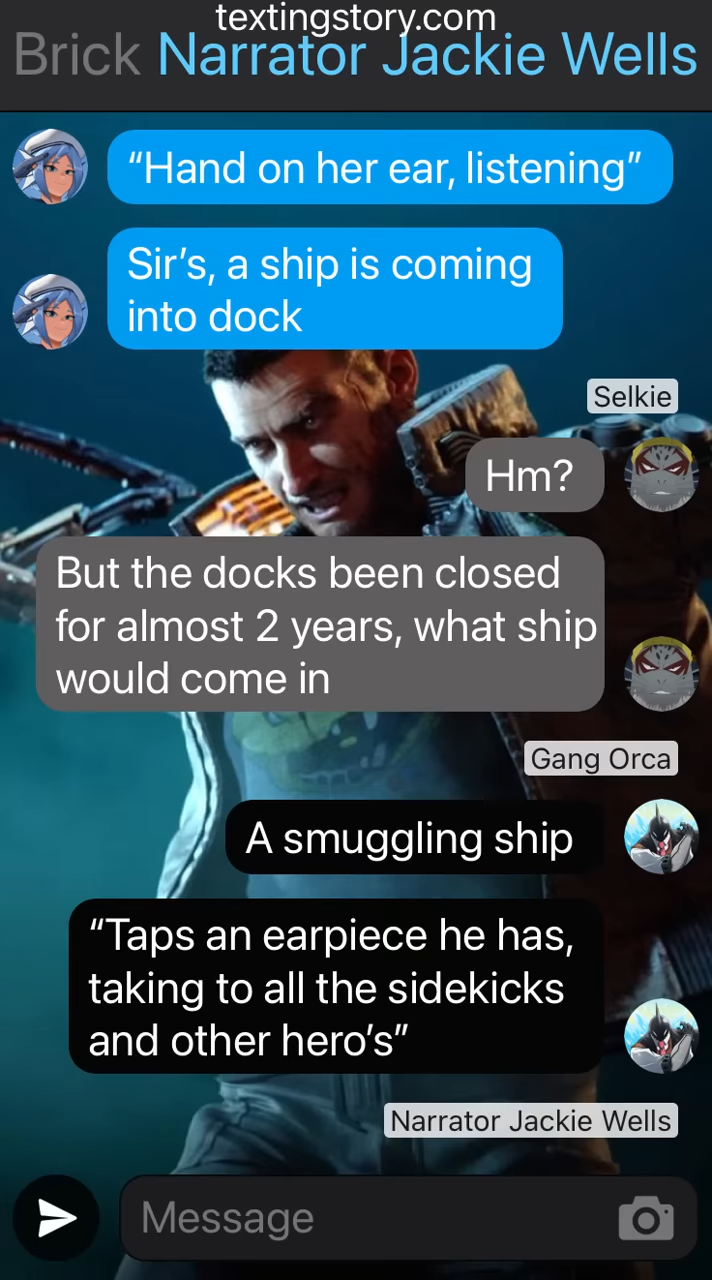 textingstory.com
Brick Narrator Jackie Wells
“Hand on her ear, listening”
Sir’s, a ship is coming
into dock
Selkie
Hm?
But the docks been closed
for almost 2 years, what ship
would come in
Gang Orca
A smuggling ship
“Taps an earpiece he has,
taking to all the sidekicks
and other hero’s”
Narrator Jackie Wells
Message